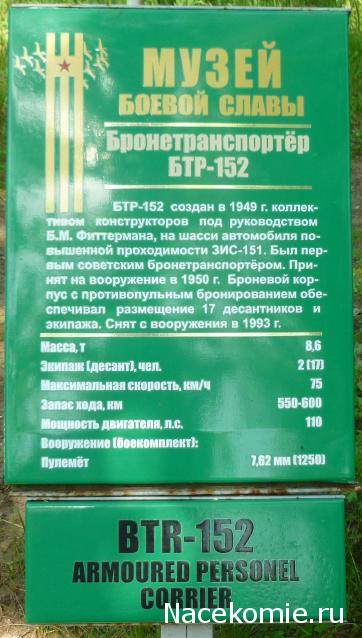 МУЗЕЙ
БОЕВОЙ СЛАВЫ
Бронетранспортёр
БТР-152
БТР-152 создан в 1949 г. коллек-
тивом конструкторов под руководством
Б.М. Фиттермана, на шасси автомобиля по-
вышенной проходимости ЗИС-151. Был пер-
вым советским бронетранспортёром. При-
нят на вооружение в 1950 г. Броневой кор-
пус с противопульным бронированием обе-
спечивал размещение 17 десантников и
экипажа. Снят с вооружения в 1993 г.
Масса, т 8,6
Экипаж (десант), чел. 2 (17)
Максимальная скорость, км/ч 75
Запас хода, км 550-600
Мощность двигателя, л.с. 110
Вооружение (боекомплект):
Пулемёт 7,62 мм (1250)
BTR-152
ARMOURED PERSONEL
CORRIER
Nacekomie.ru